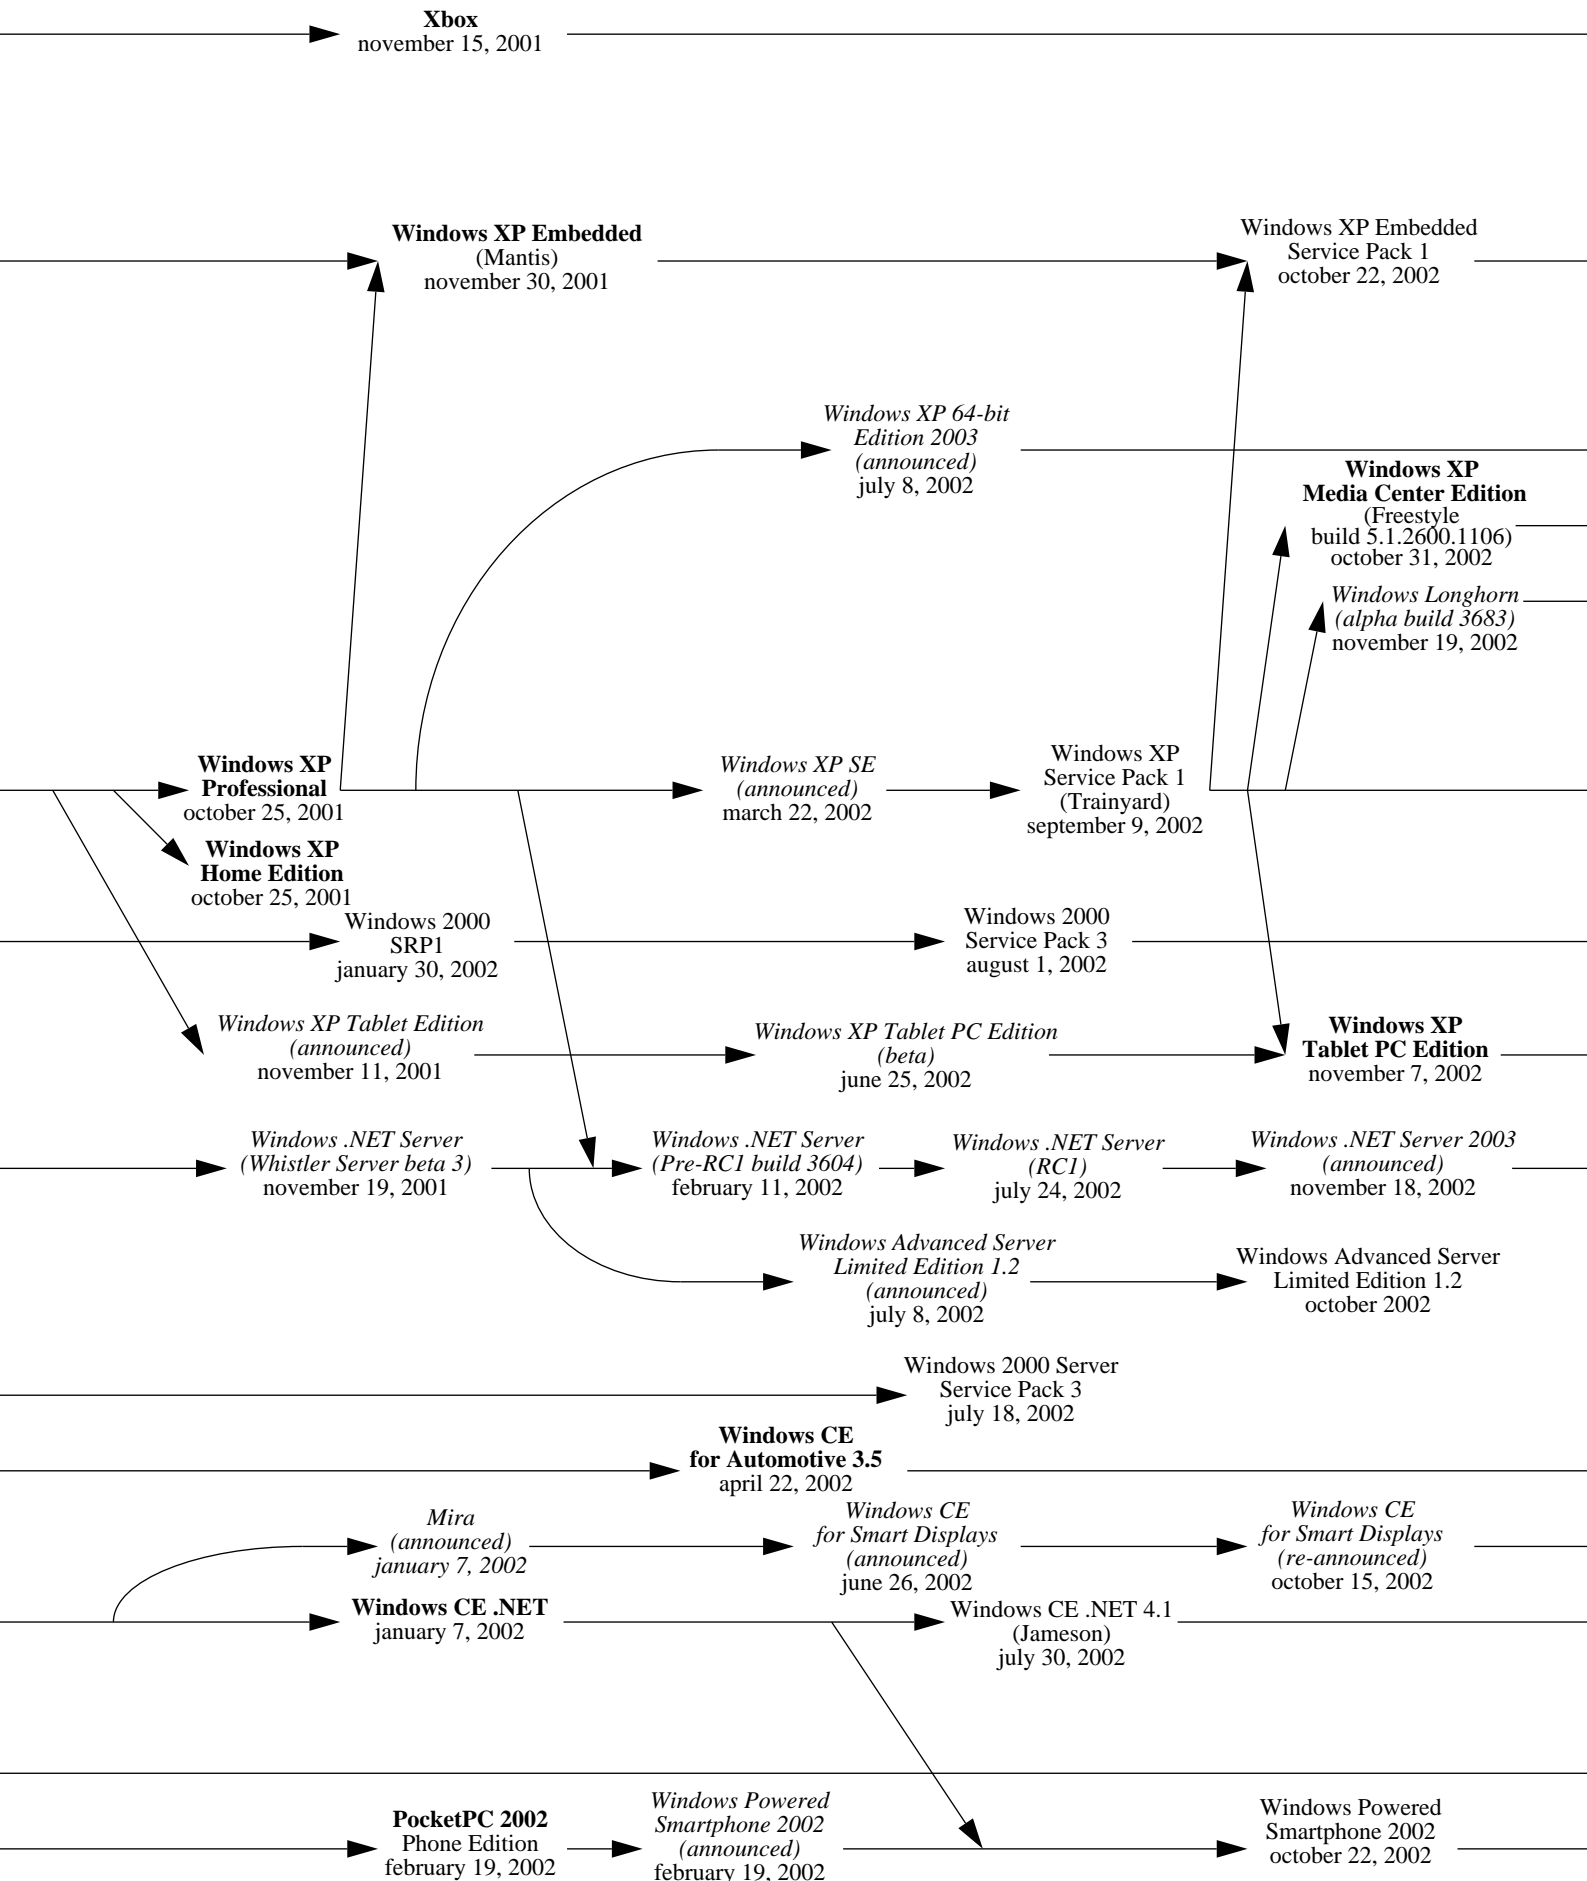 Xbox
november 15, 2001
Windows XP Embedded
(Mantis)
november 30, 2001
Windows XP Embedded
Service Pack 1
october 22, 2002
Windows XP 64-bit
Edition 2003
(announced)
july 8, 2002
Windows XP
Media Center Edition
(Freestyle
build 5.1.2600.1106)
october 31, 2002
Windows Longhorn
(alpha build 3683)
november 19, 2002
Windows XP
Professional
october 25, 2001
Windows XP SE
(announced)
march 22, 2002
Windows XP
Service Pack 1
(Trainyard)
september 9, 2002
Windows XP
Home Edition
october 25, 2001
Windows 2000
SRP1
january 30, 2002
Windows 2000
Service Pack 3
august 1, 2002
Windows XP Tablet Edition
(announced)
november 11, 2001
Windows XP Tablet PC Edition
(beta)
june 25, 2002
Windows XP
Tablet PC Edition
november 7, 2002
Windows .NET Server
(Whistler Server beta 3)
november 19, 2001
Windows .NET Server
(Pre-RC1 build 3604)
february 11, 2002
Windows .NET Server
(RC1)
july 24, 2002
Windows .NET Server 2003
(announced)
november 18, 2002
Windows Advanced Server
Limited Edition 1.2
(announced)
july 8, 2002
Windows Advanced Server
Limited Edition 1.2
october 2002
Windows 2000 Server
Service Pack 3
july 18, 2002
Windows CE
for Automotive 3.5
april 22, 2002
Mira
(announced)
january 7, 2002
Windows CE
for Smart Displays
(announced)
june 26, 2002
Windows CE
for Smart Displays
(re-announced)
october 15, 2002
Windows CE .NET
january 7, 2002
Windows CE .NET 4.1
(Jameson)
july 30, 2002
PocketPC 2002
Phone Edition
february 19, 2002
Windows Powered
Smartphone 2002
(announced)
february 19, 2002
Windows Powered
Smartphone 2002
october 22, 2002